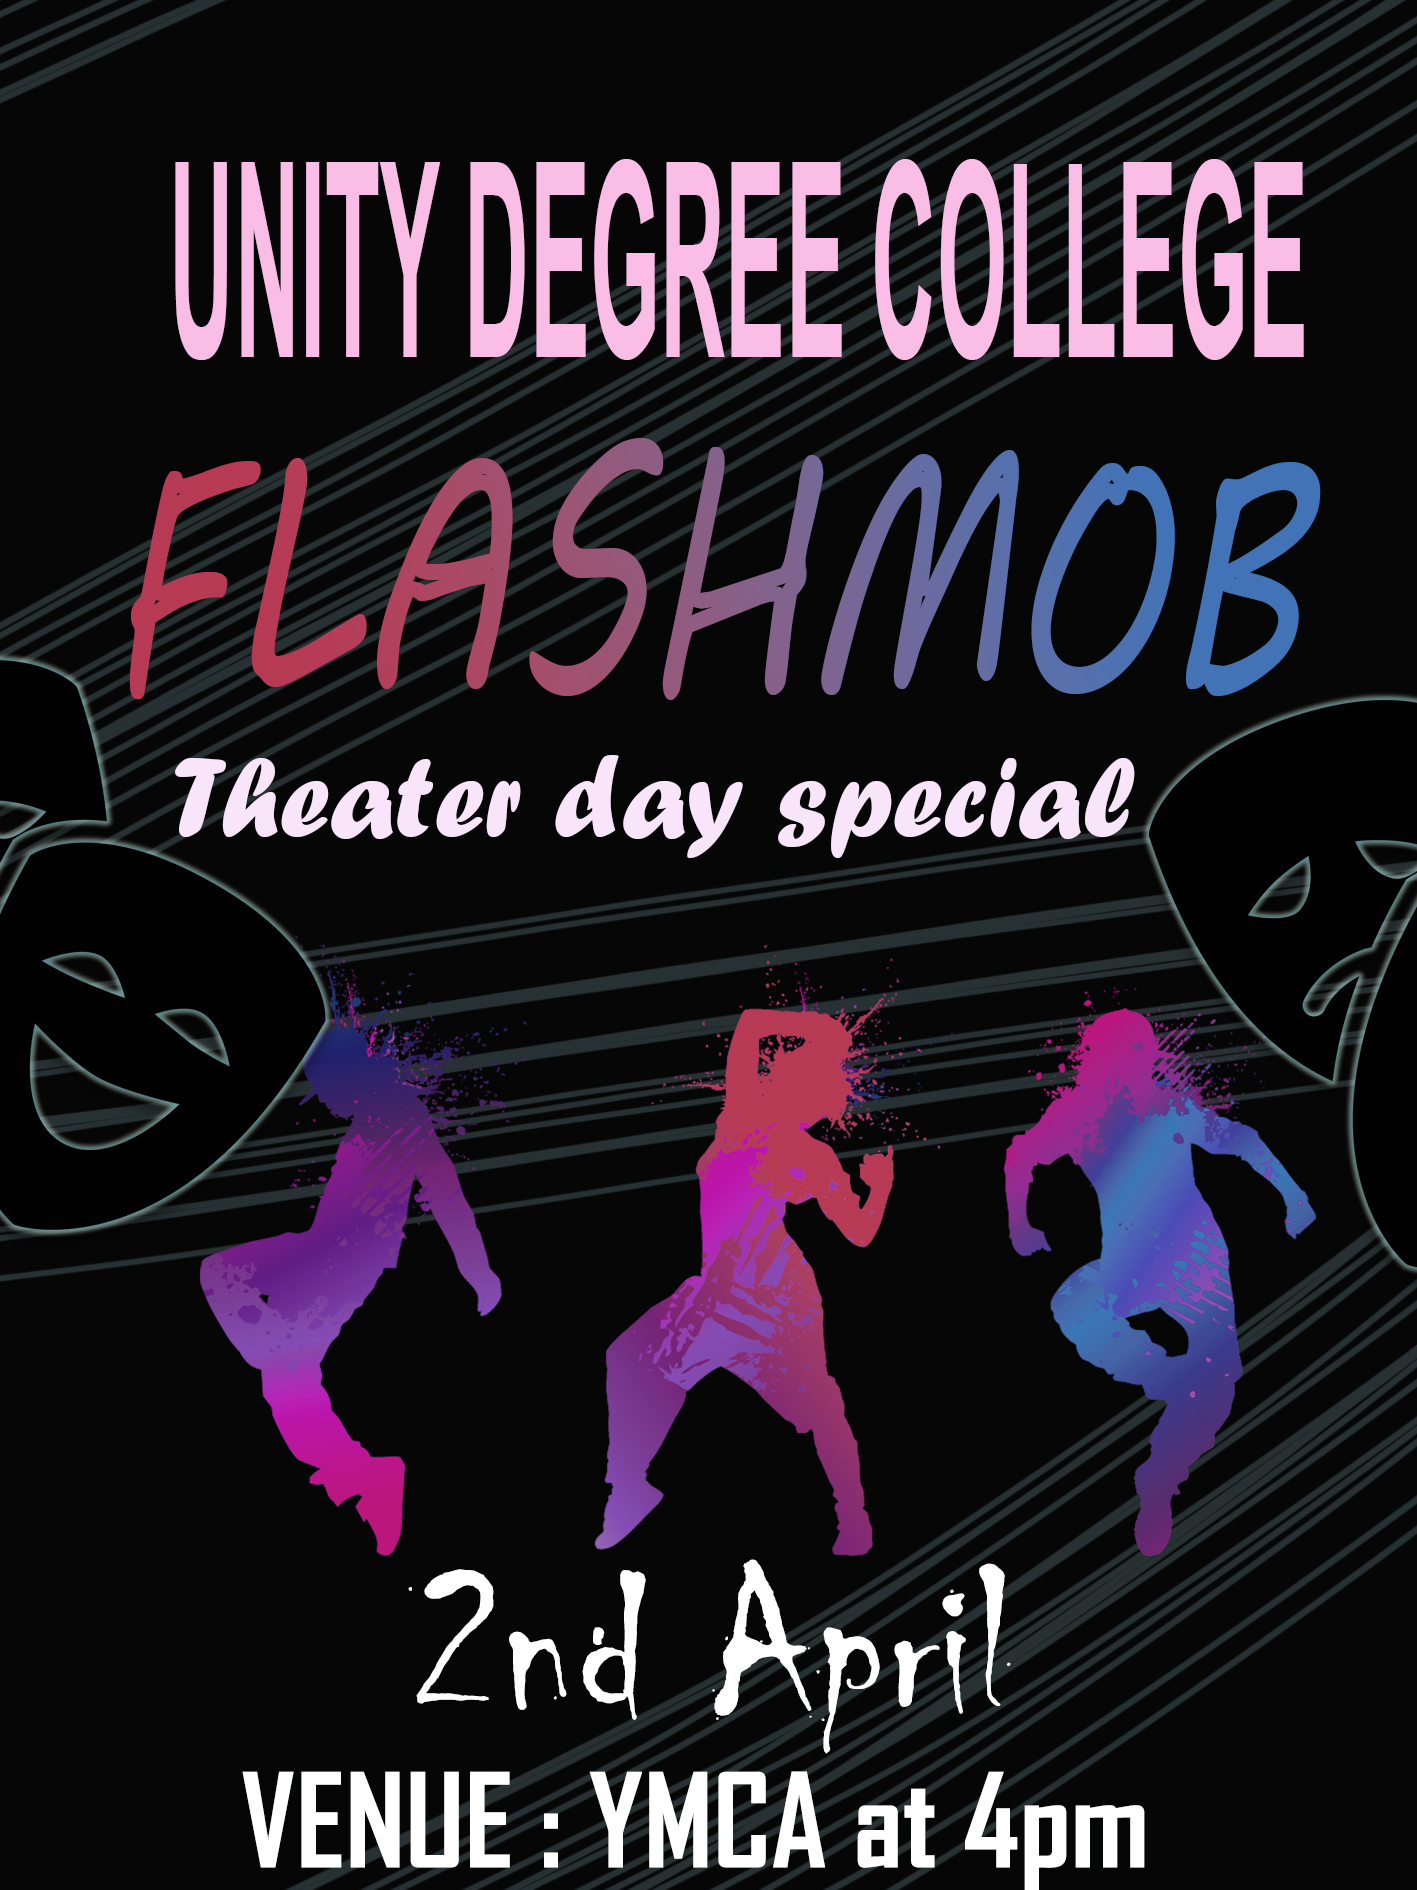 UNITY DEGREE COLLEGE
FLASHMOB
Theater day special
2nd April
VENUE : YMCA at 4pm